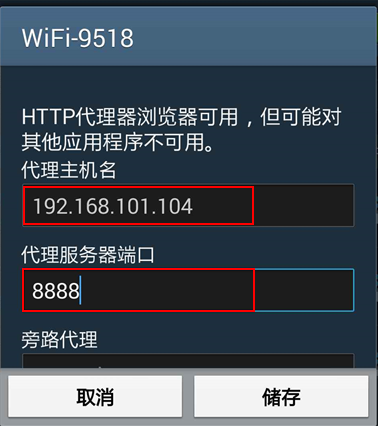 WiFi-9518
HTTP代理器浏览器可用，但可能对
其他应用程序不可用。
代理主机名
192.168.101.104
代理服务器端口
8888
旁路代理
取消
储存